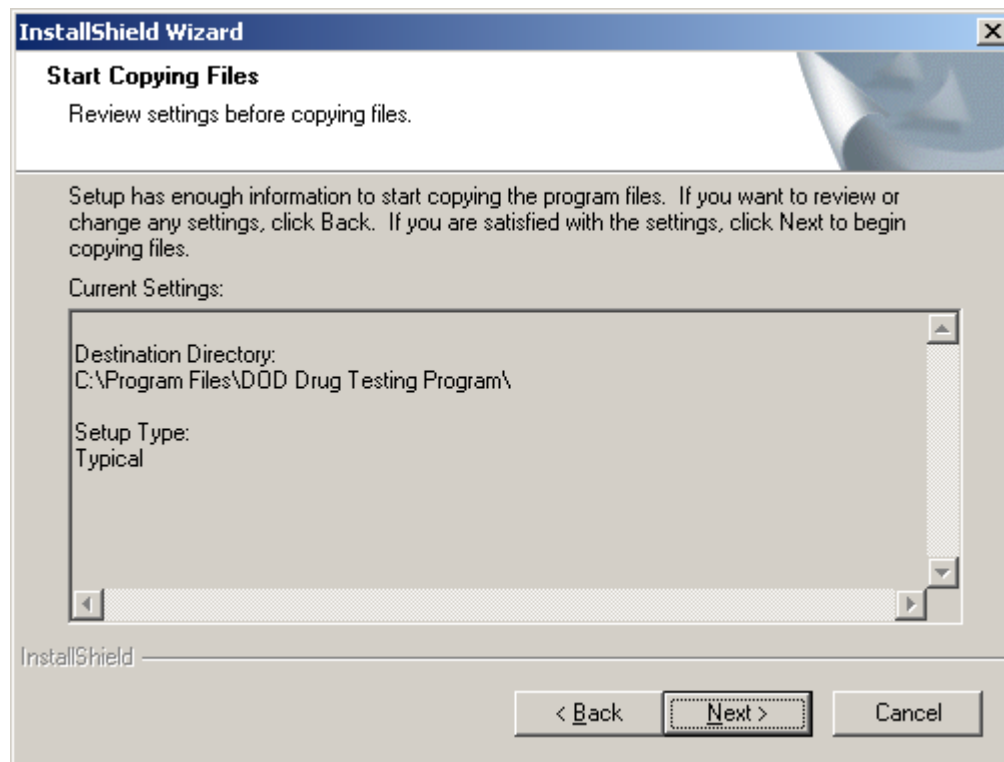 InstallShield Wizard
Start Copying Files
Review settings before copying files.
Setup has enough information to start copying the program files.  If you want to review or
change any settings, click Back.  If you are satisfied with the settings, click Next to begin
copying files.
Current Settings:
Destination Directory:
C:\Program Files\DOD Drug Testing Program\
Setup Type:
Typical
InstallShield
< Back
Next >
Cancel